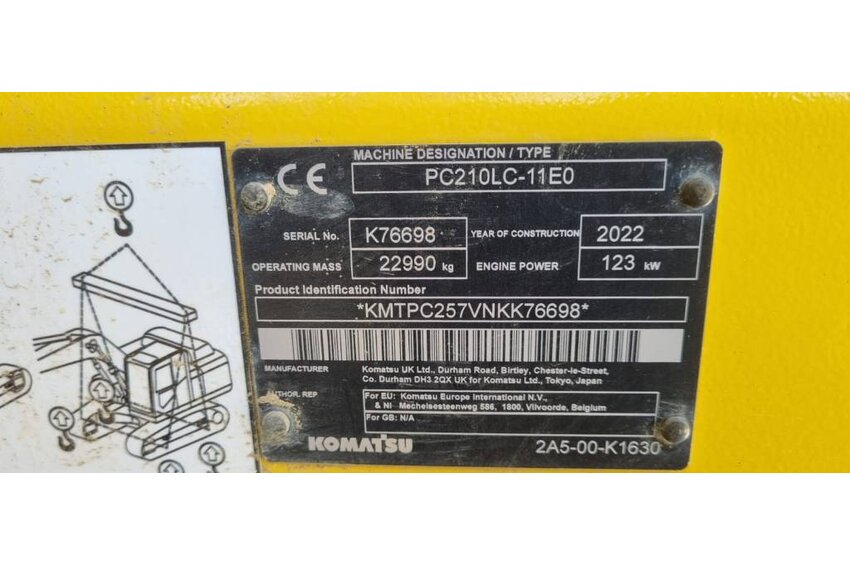 MACHINE DESIGNATION / TYPE
CE PC210LC-11E0
SERIAL No. K76698 YEAR OF CONSTRUCTION 2022
OPERATING MASS 22990 kg ENGINE POWER 123 kW
Product Identification Number
*KMTPC257VNKK76698*
MANUFACTURER Komatsu UK Ltd., Durham Road, Birtley, Chester-le-Street,
Co. Durham DH3 2QX UK for Komatsu Ltd., Tokyo, Japan
AUTHOR. REP For EU: Komatsu Europe International N.V.,
& NI Mechelsesteenweg 586, 1800, Vilvoorde, Belgium
For GB: N/A
KOMATSU 2A5-00-K1630